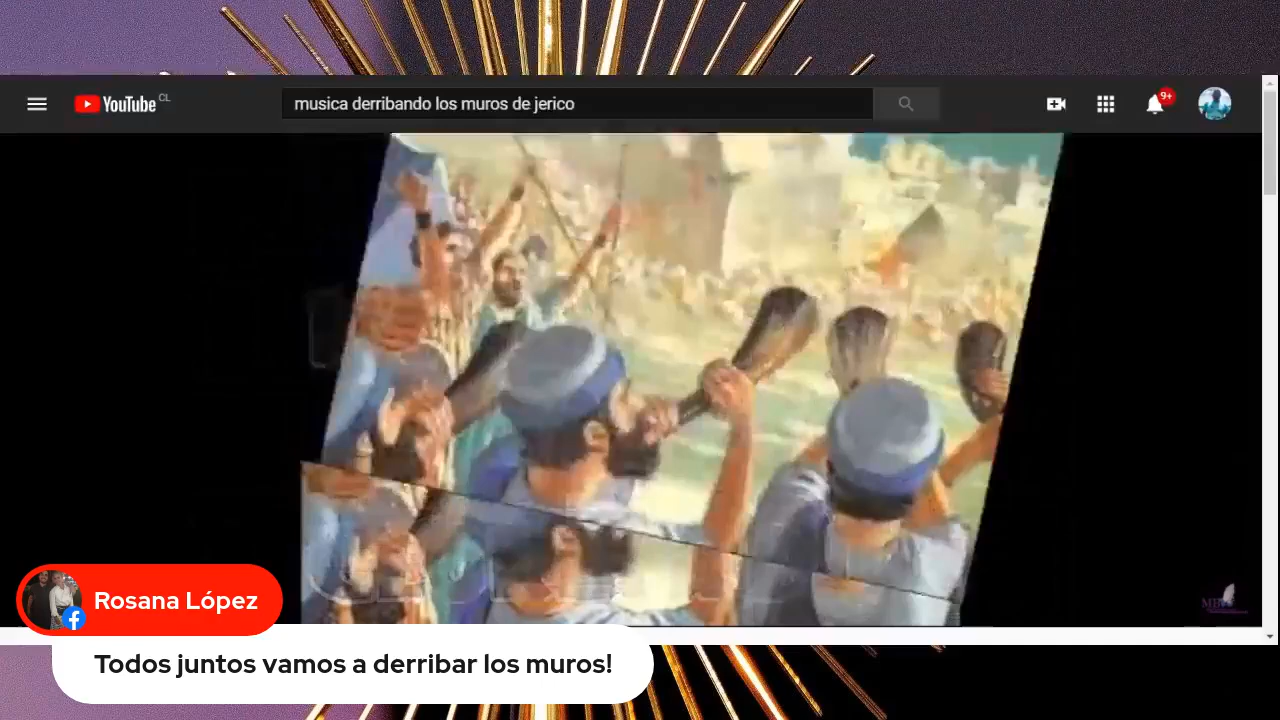 YouTube CL
musica derribando los muros de jerico
9+
Rosana López
Todos juntos vamos a derribar los muros!